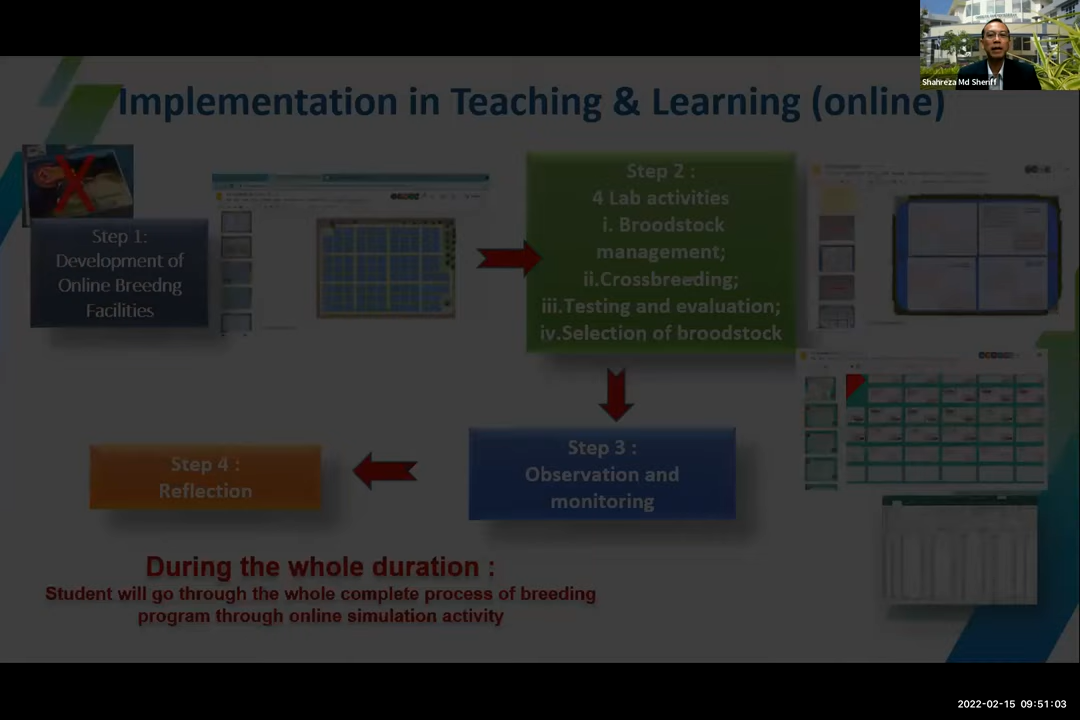 Shahreza Md Sheriff
Implementation in Teaching & Learning (online)
Step 1:
Development of
Online Breedng
Facilities
Step 2 :
4 Lab activities
i. Broodstock
management;
ii.Crossbreeding;
iii.Testing and evaluation;
iv.Selection of broodstock
Step 3 :
Observation and
monitoring
Step 4 :
Reflection
During the whole duration :
Student will go through the whole complete process of breeding
program through online simulation activity
2022-02-15 09:51:03